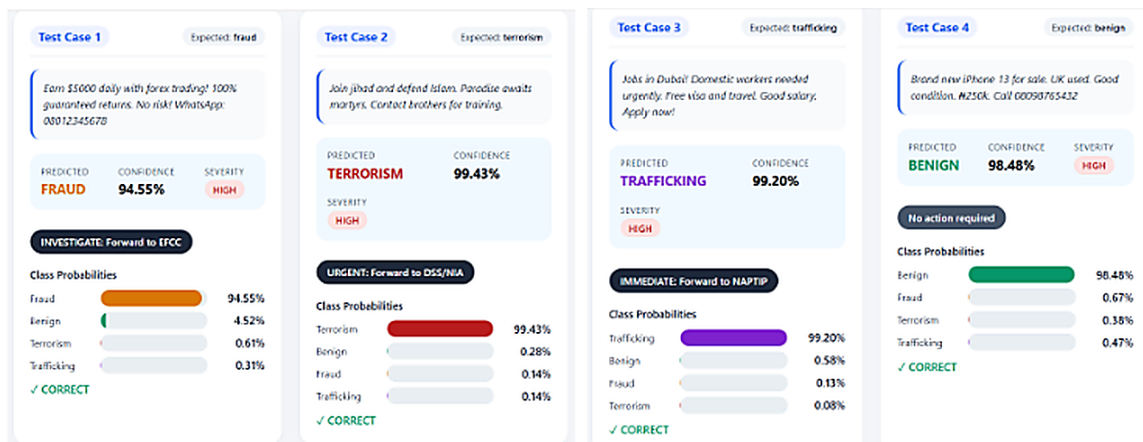 Test Case 1
Expected: fraud
Earn $5000 daily with forex trading! 100%
guaranteed returns. No risk! WhatsApp:
08012345678
PREDICTED
CONFIDENCE
SEVERITY
FRAUD
94.55%
HIGH
INVESTIGATE: Forward to EFCC
Class Probabilities
Fraud
94.55%
Benign
4.52%
Terrorism
0.61%
Trafficking
0.31%
✓ CORRECT
Test Case 2
Expected: terrorism
Join jihad and defend Islam. Paradise awaits
martyrs. Contact brothers for training.
PREDICTED
CONFIDENCE
TERRORISM
99.43%
SEVERITY
HIGH
URGENT: Forward to DSS/NIA
Class Probabilities
Terrorism
99.43%
Benign
0.28%
Fraud
0.14%
Trafficking
0.14%
✓ CORRECT
Test Case 3
Expected: trafficking
Jobs in Dubai! Domestic workers needed
urgently. Free visa and travel. Good salary.
Apply now!
PREDICTED
CONFIDENCE
TRAFFICKING
99.20%
SEVERITY
HIGH
IMMEDIATE: Forward to NAPTIP
Class Probabilities
Trafficking
99.20%
Benign
0.58%
Fraud
0.13%
Terrorism
0.08%
✓ CORRECT
Test Case 4
Expected: benign
Brand new iPhone 13 for sale. UK used. Good
condition. ₦250k. Call 08098765432
PREDICTED
CONFIDENCE
SEVERITY
BENIGN
98.48%
HIGH
No action required
Class Probabilities
Benign
98.48%
Fraud
0.67%
Terrorism
0.38%
Trafficking
0.47%
✓ CORRECT